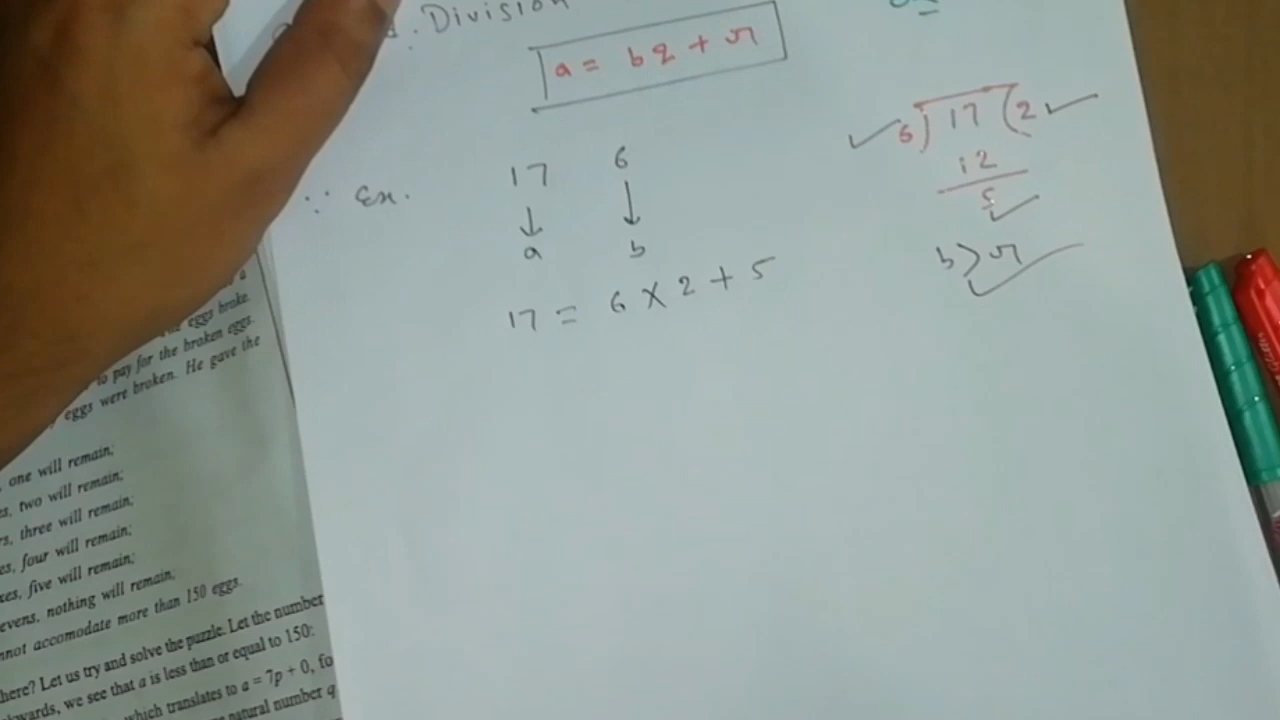 Division
a = bq + r
6) 17 (2
12
5
b > r
Ex. 17 6
a b
17 = 6 × 2 + 5
eggs broke.
to pay for the broken eggs.
eggs were broken. He gave the
one will remain;
two will remain;
three will remain;
four will remain;
five will remain;
nothing will remain;
accomodate more than 150 eggs.
here? Let us try and solve the puzzle. Let the number
we see that a is less than or equal to 150:
which translates to a = 7p + 0, fo
natural number q